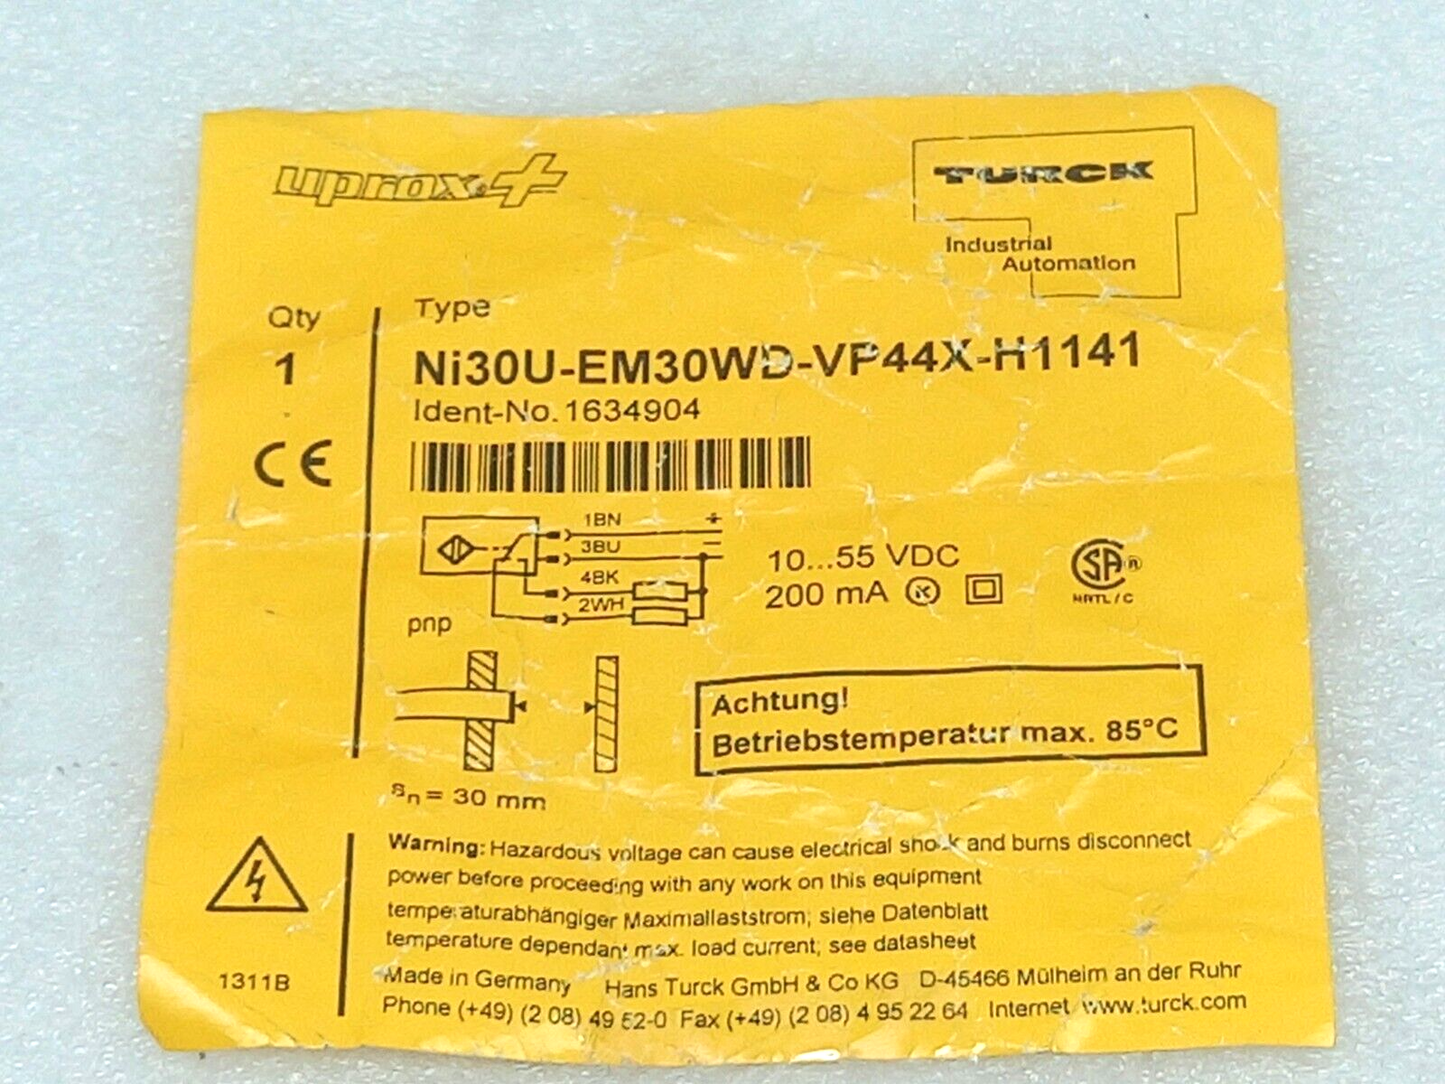 uprox®+
TURCK
Industrial
Automation
Qty
1
Type
Ni30U-EM30WD-VP44X-H1141
Ident-No. 1634904
CE
1BN +
3BU −
4BK
2WH
pnp
10...55 VDC
200 mA
CSA®
NRTL/C
Achtung!
Betriebstemperatur max. 85°C
sn = 30 mm
Warning: Hazardous voltage can cause electrical shock and burns disconnect
power before proceeding with any work on this equipment
temperaturabhängiger Maximallaststrom; siehe Datenblatt
temperature dependant max. load current; see datasheet
1311B
Made in Germany Hans Turck GmbH & Co KG D-45466 Mülheim an der Ruhr
Phone (+49) (2 08) 49 52-0 Fax (+49) (2 08) 4 95 22 64 Internet www.turck.com